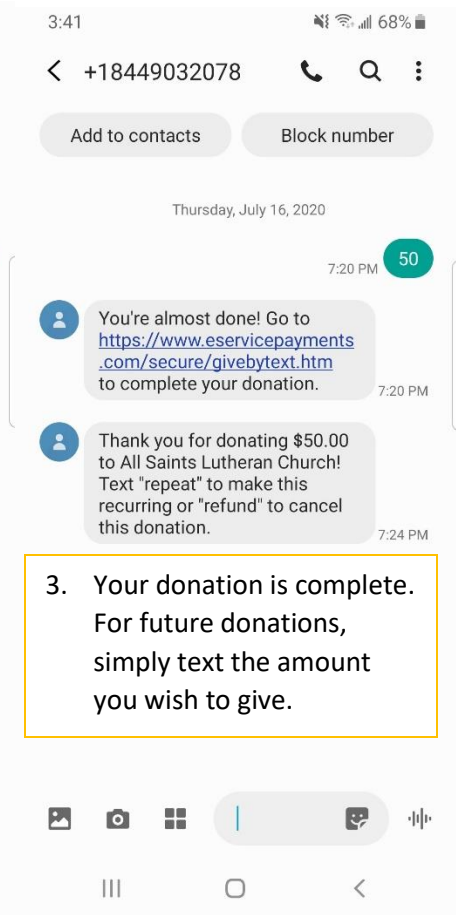 3:41 68%
+18449032078
Add to contacts Block number
Thursday, July 16, 2020
50
7:20 PM
You're almost done! Go to
https://www.eservicepayments
.com/secure/givebytext.htm
to complete your donation.
7:20 PM
Thank you for donating $50.00
to All Saints Lutheran Church!
Text "repeat" to make this
recurring or "refund" to cancel
this donation.
7:24 PM
3. Your donation is complete.
For future donations,
simply text the amount
you wish to give.